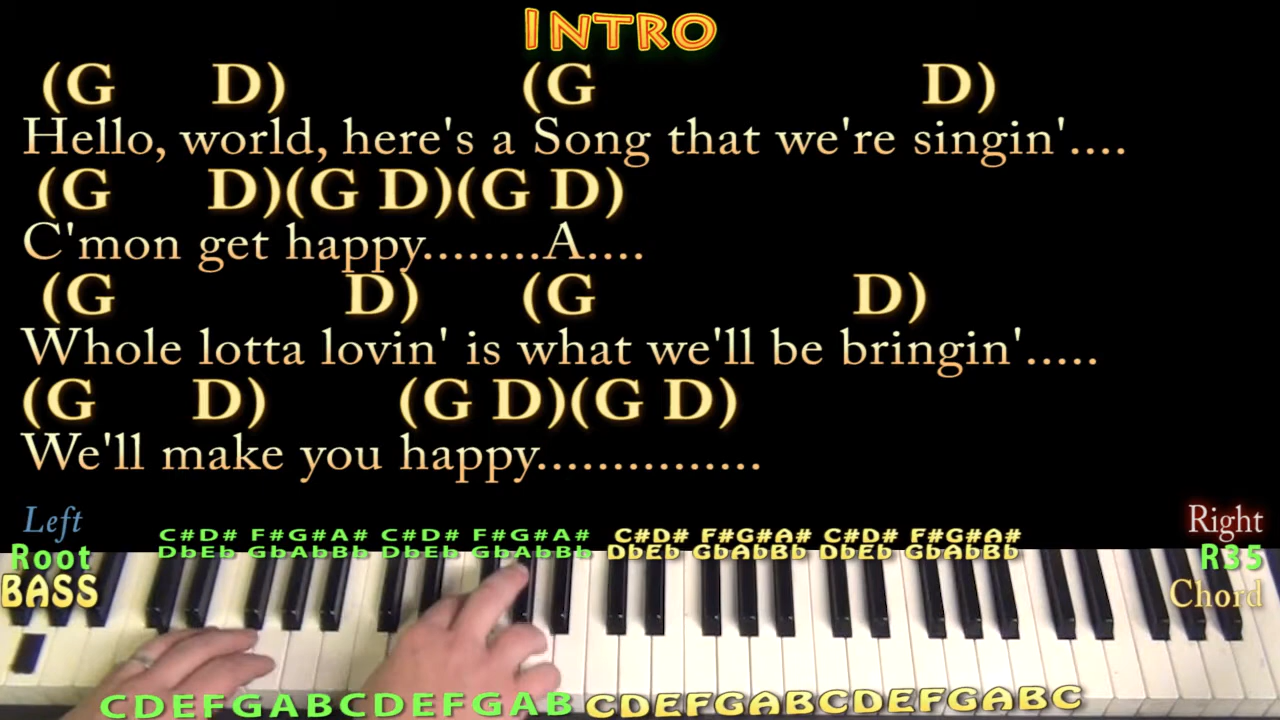 INTRO
(G D) (G D)
Hello, world, here's a Song that we're singin'....
(G D)(G D)(G D)
C'mon get happy........A....
(G D) (G D)
Whole lotta lovin' is what we'll be bringin'.....
(G D) (G D)(G D)
We'll make you happy...............
Left
Root
BASS
C#D# F#G#A# C#D# F#G#A# C#D# F#G#A# C#D# F#G#A#
DbEb GbAbBb DbEb GbAbBb DbEb GbAbBb DbEb GbAbBb
Right
R35
Chord
CDEFGABCDEFGAB CDEFGABCDEFGABC